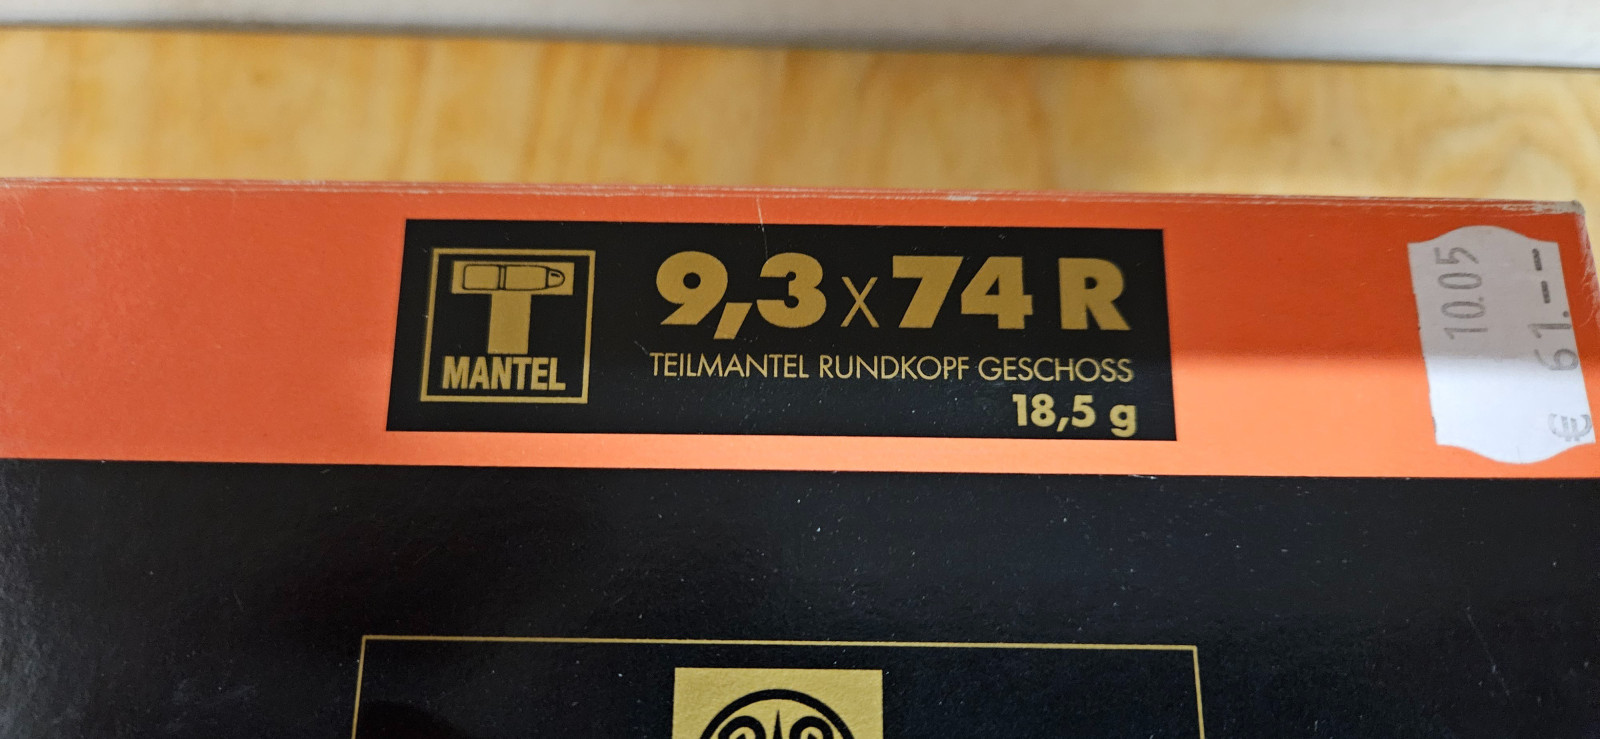 T
MANTEL
9,3 x 74 R
TEILMANTEL RUNDKOPF GESCHOSS
18,5 g
10.05
€ 61.--